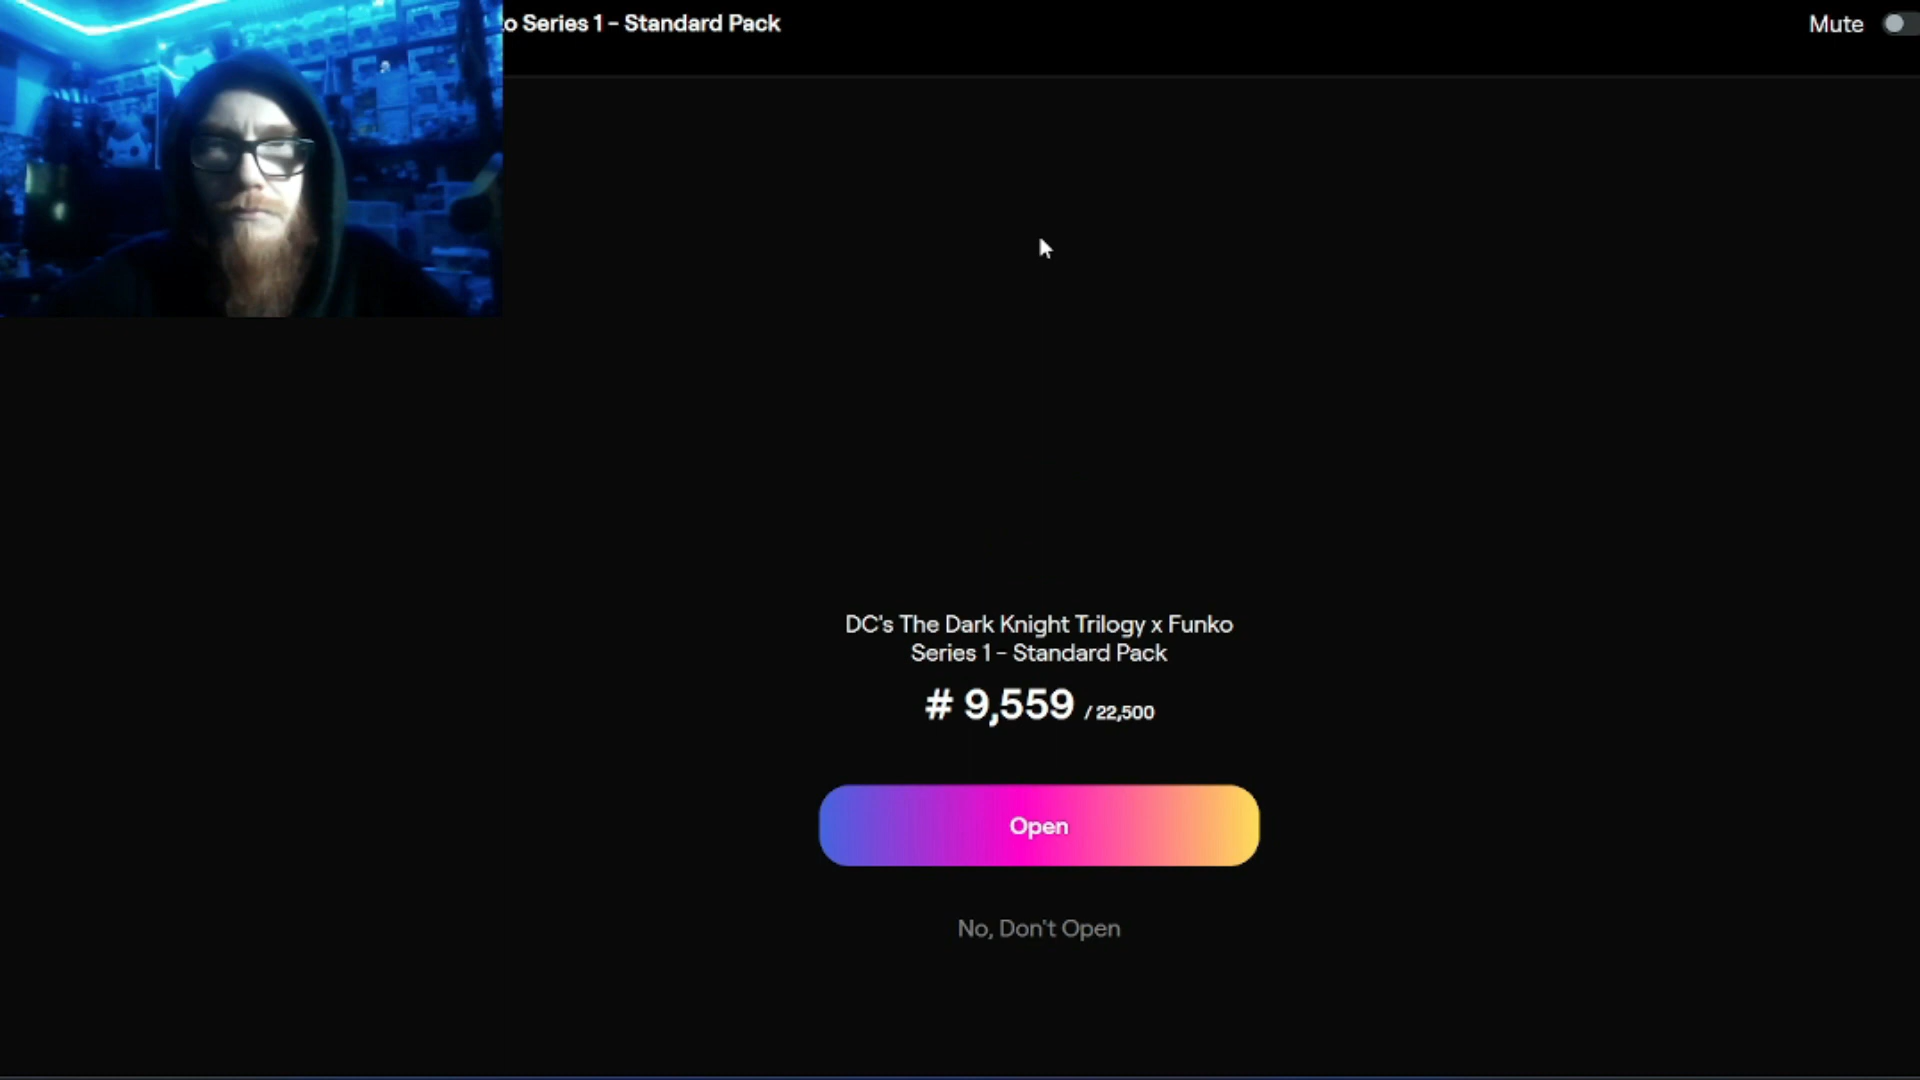 o Series 1 - Standard Pack
Mute
DC's The Dark Knight Trilogy x Funko
Series 1 - Standard Pack
# 9,559 / 22,500
Open
No, Don't Open